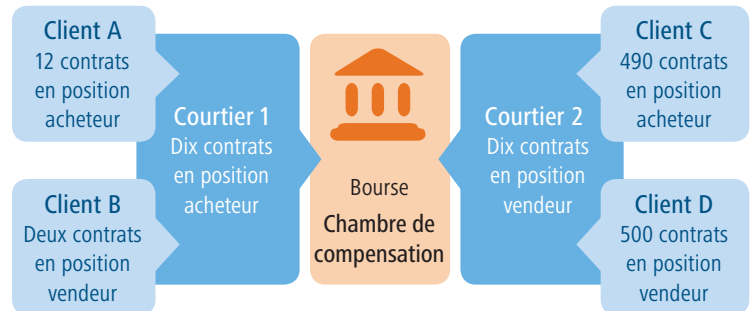 Client A
12 contrats
en position
acheteur
Client B
Deux contrats
en position
vendeur
Courtier 1
Dix contrats
en position
acheteur
Bourse
Chambre de
compensation
Courtier 2
Dix contrats
en position
vendeur
Client C
490 contrats
en position
acheteur
Client D
500 contrats
en position
vendeur